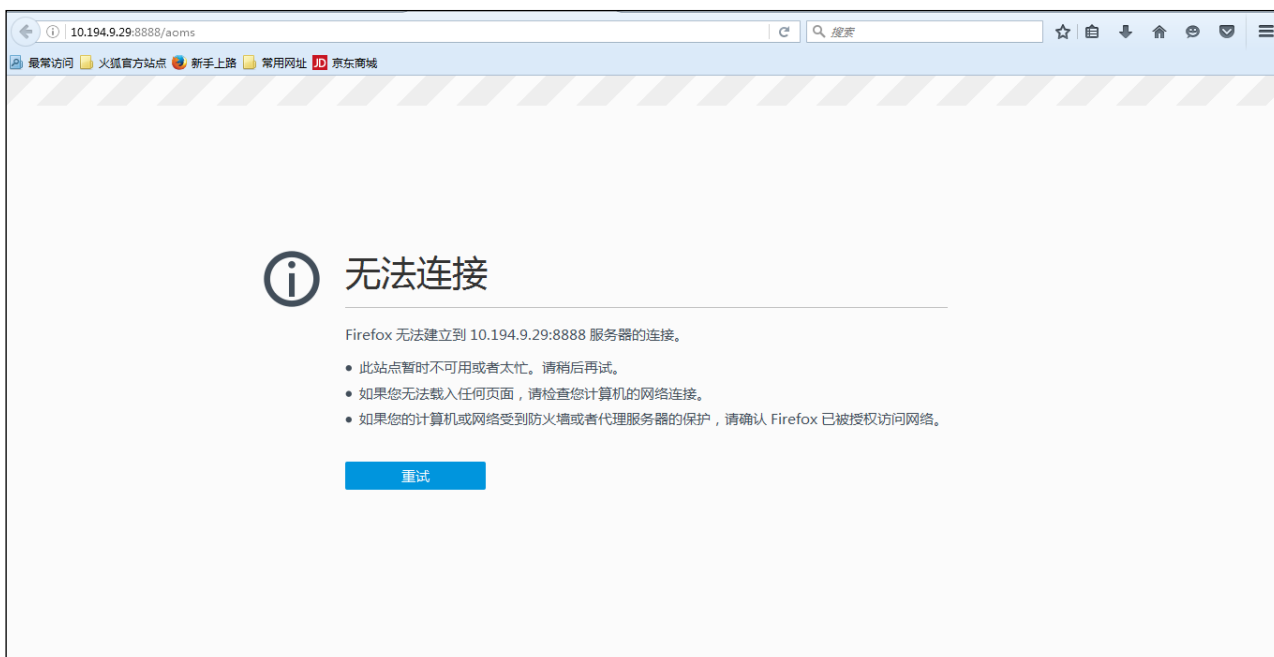 10.194.9.29:8888/aoms
搜索
最常访问 火狐官方站点 新手上路 常用网址 JD 京东商城
无法连接
Firefox 无法建立到 10.194.9.29:8888 服务器的连接。
此站点暂时不可用或者太忙。请稍后再试。
如果您无法载入任何页面，请检查您计算机的网络连接。
如果您的计算机或网络受到防火墙或者代理服务器的保护，请确认 Firefox 已被授权访问网络。
重试